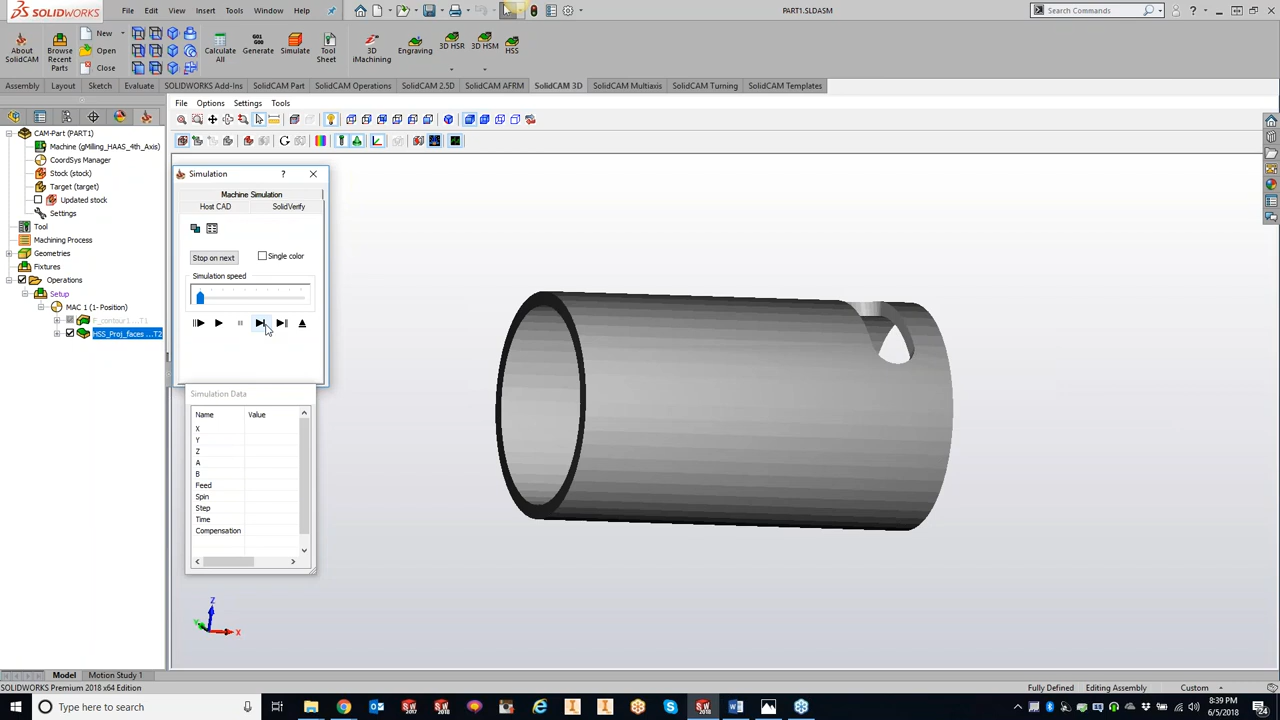 SOLIDWORKS File Edit View Insert Tools Window Help PART1.SLDASM Search Commands
About SolidCAM
Browse Recent Parts
New
Open
Close
Calculate All
G01 G00
Generate
Simulate
Tool Sheet
3D iMachining
Engraving
3D HSR
3D HSM
HSS
Assembly Layout Sketch Evaluate SOLIDWORKS Add-Ins SolidCAM Part SolidCAM Operations SolidCAM 2.5D SolidCAM AFRM SolidCAM 3D SolidCAM Multiaxis SolidCAM Turning SolidCAM Templates
File Options Settings Tools
CAM-Part (PART1)
Machine (gMilling_HAAS_4th_Axis)
CoordSys Manager
Stock (stock)
Target (target)
Updated stock
Settings
Tool
Machining Process
Geometries
Fixtures
Operations
Setup
MAC 1 (1- Position)
F_contour1 ...T1
HSS_Proj_faces ...T2
Simulation ?
Machine Simulation
Host CAD SolidVerify
Stop on next Single color
Simulation speed
Simulation Data
Name Value
X
Y
Z
A
B
Feed
Spin
Step
Time
Compensation
Z
Y
X
Model Motion Study 1
SOLIDWORKS Premium 2018 x64 Edition Fully Defined Editing Assembly Custom
Type here to search
8:39 PM
6/5/2018